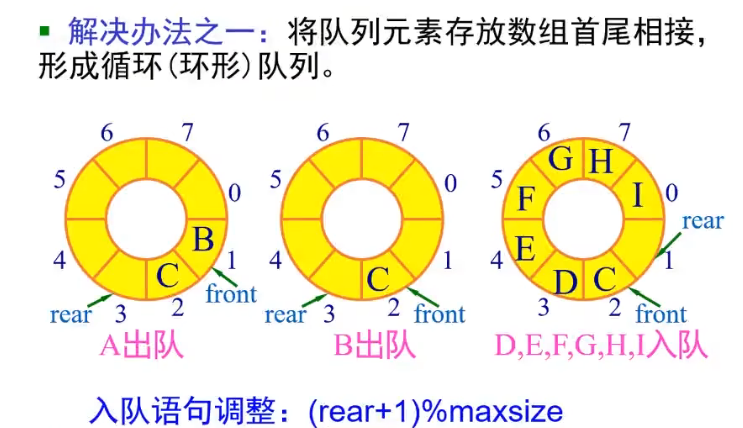 解决办法之一：将队列元素存放数组首尾相接，
形成循环(环形)队列。
6 7 6 7 6 7
G H
5 0 5 0 5 0
F I
B rear
4 1 4 1 4 E 1
C C D C
front
rear 3 2 rear 3 2 front 3 2 front
A出队 B出队 D,E,F,G,H,I入队
入队语句调整：(rear+1)%maxsize